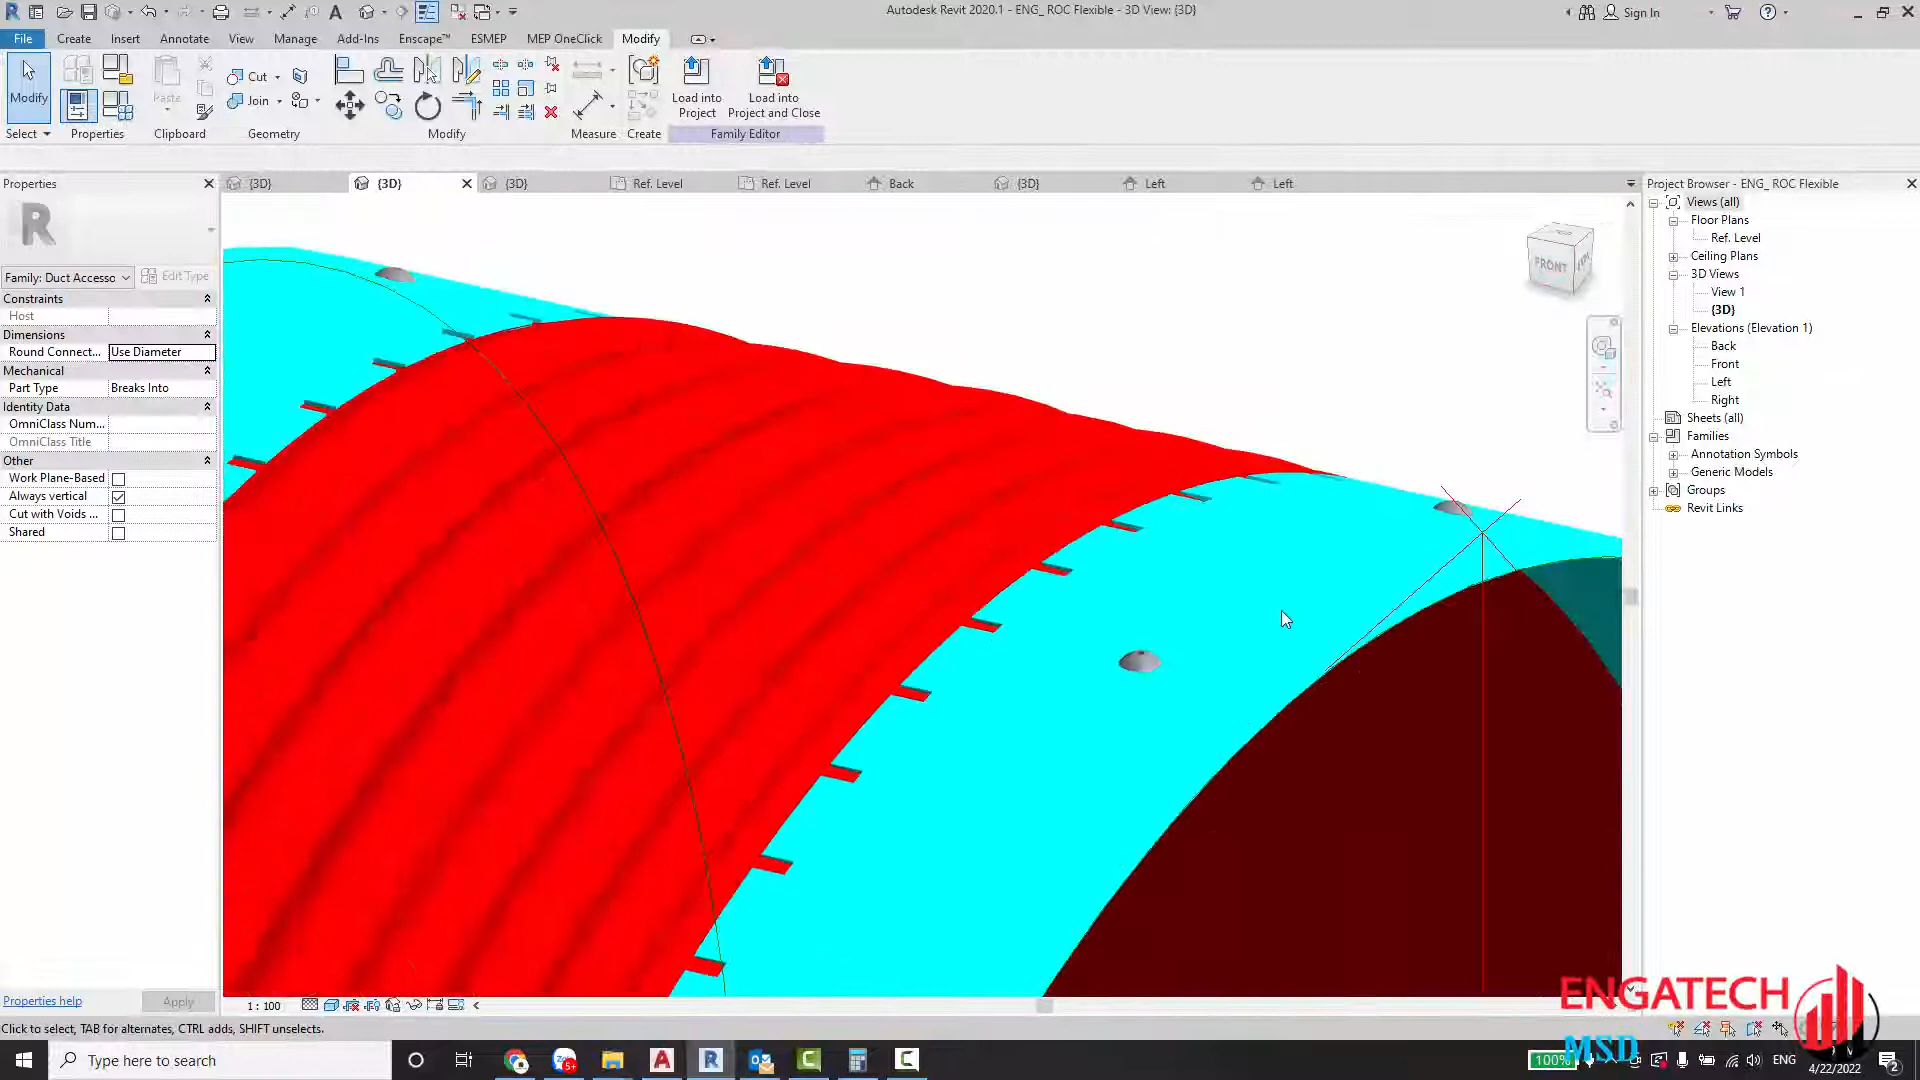 Autodesk Revit 2020.1 - ENG_ ROC Flexible - 3D View: {3D}
Sign In
File Create Insert Annotate View Manage Add-Ins Enscape™ ESMEP MEP OneClick Modify
Modify
Paste
Cut
Join
Load into Project
Load into Project and Close
Select Properties Clipboard Geometry Modify Measure Create Family Editor
Properties
{3D} {3D} {3D} Ref. Level Ref. Level Back {3D} Left Left
Project Browser - ENG_ ROC Flexible
Family: Duct Accesso
Edit Type
Constraints
Host
Dimensions
Round Connect... Use Diameter
Mechanical
Part Type Breaks Into
Identity Data
OmniClass Num...
OmniClass Title
Other
Work Plane-Based
Always vertical
Cut with Voids ...
Shared
Properties help
Apply
FRONT
Views (all)
Floor Plans
Ref. Level
Ceiling Plans
3D Views
View 1
{3D}
Elevations (Elevation 1)
Back
Front
Left
Right
Sheets (all)
Families
Annotation Symbols
Generic Models
Groups
Revit Links
1 : 100
Click to select, TAB for alternates, CTRL adds, SHIFT unselects.
ENGATECH
MSD
Type here to search
100%
ENG
4/22/2022
2